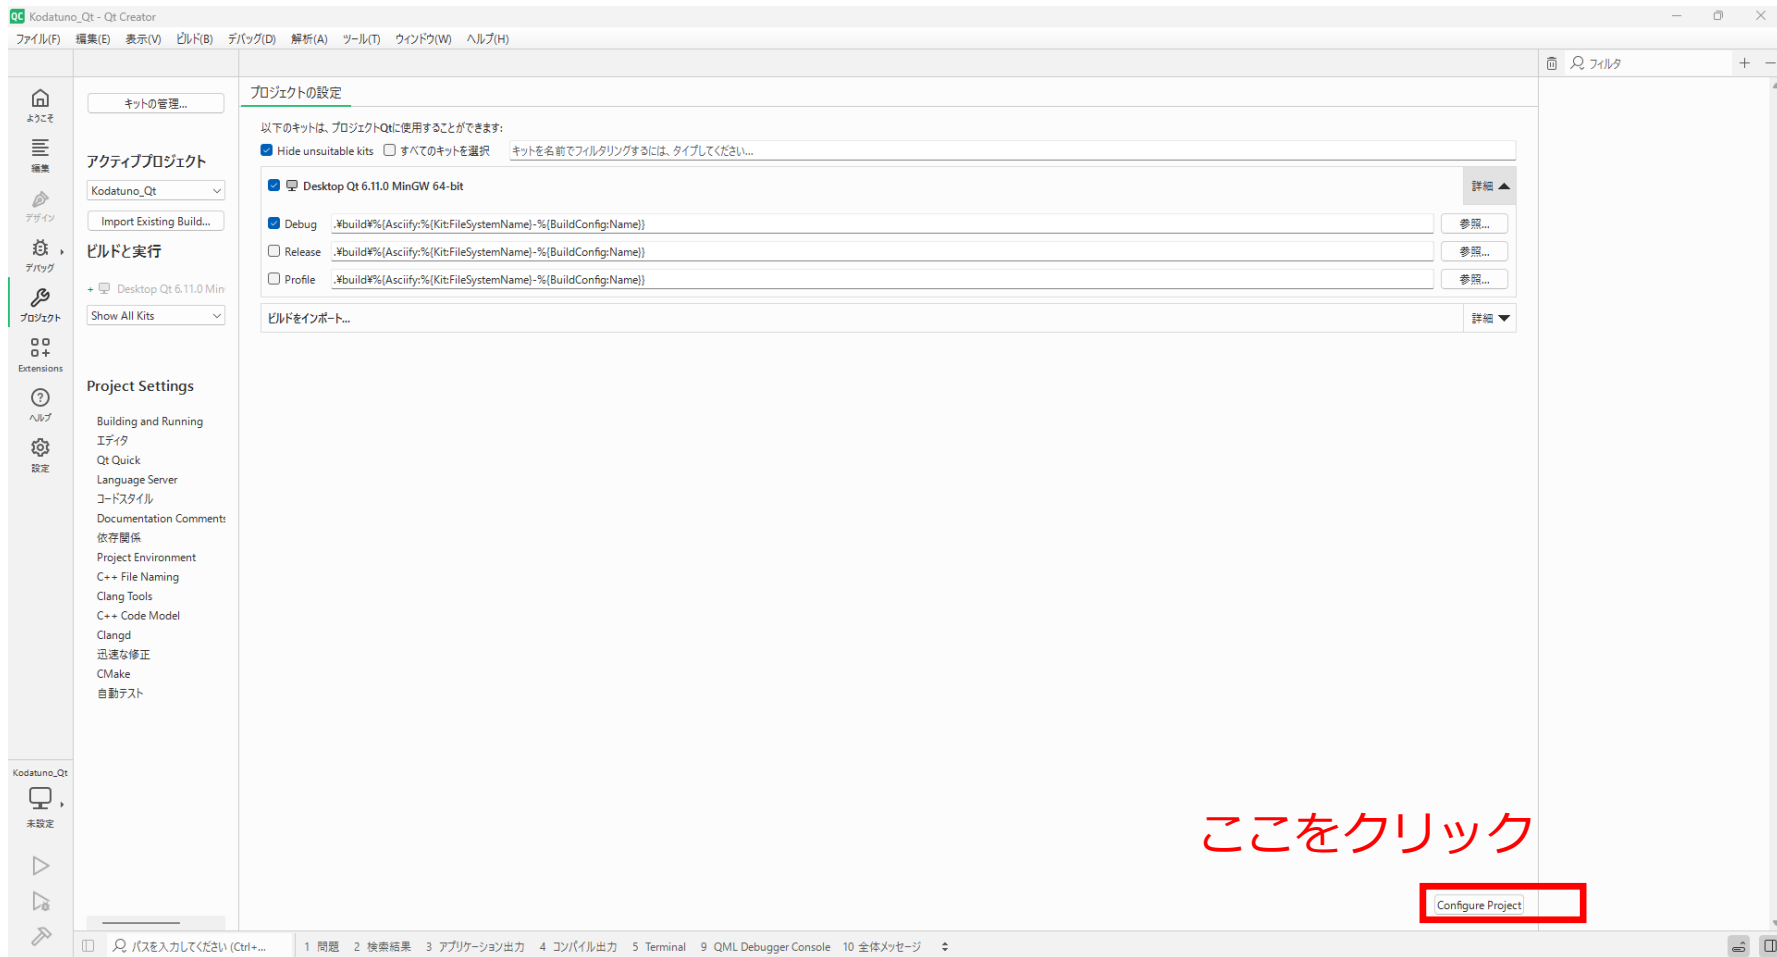 QC Kodatuno_Qt - Qt Creator
ファイル(F) 編集(E) 表示(V) ビルド(B) デバッグ(D) 解析(A) ツール(T) ウィンドウ(W) ヘルプ(H)
フィルタ
ようこそ
編集
デザイン
デバッグ
プロジェクト
Extensions
ヘルプ
設定
キットの管理...
アクティブプロジェクト
Kodatuno_Qt
Import Existing Build...
ビルドと実行
+ Desktop Qt 6.11.0 Min
Show All Kits
Project Settings
Building and Running
エディタ
Qt Quick
Language Server
コードスタイル
Documentation Comments
依存関係
Project Environment
C++ File Naming
Clang Tools
C++ Code Model
Clangd
迅速な修正
CMake
自動テスト
プロジェクトの設定
以下のキットは、プロジェクトQtに使用することができます:
Hide unsuitable kits すべてのキットを選択 キットを名前でフィルタリングするには、タイプしてください...
Desktop Qt 6.11.0 MinGW 64-bit 詳細
Debug .¥build¥%{Asciify:%{Kit:FileSystemName}-%{BuildConfig:Name}} 参照...
Release .¥build¥%{Asciify:%{Kit:FileSystemName}-%{BuildConfig:Name}} 参照...
Profile .¥build¥%{Asciify:%{Kit:FileSystemName}-%{BuildConfig:Name}} 参照...
ビルドをインポート... 詳細
ここをクリック
Configure Project
Kodatuno_Qt
未設定
パスを入力してください (Ctrl+... 1 問題 2 検索結果 3 アプリケーション出力 4 コンパイル出力 5 Terminal 9 QML Debugger Console 10 全体メッセージ